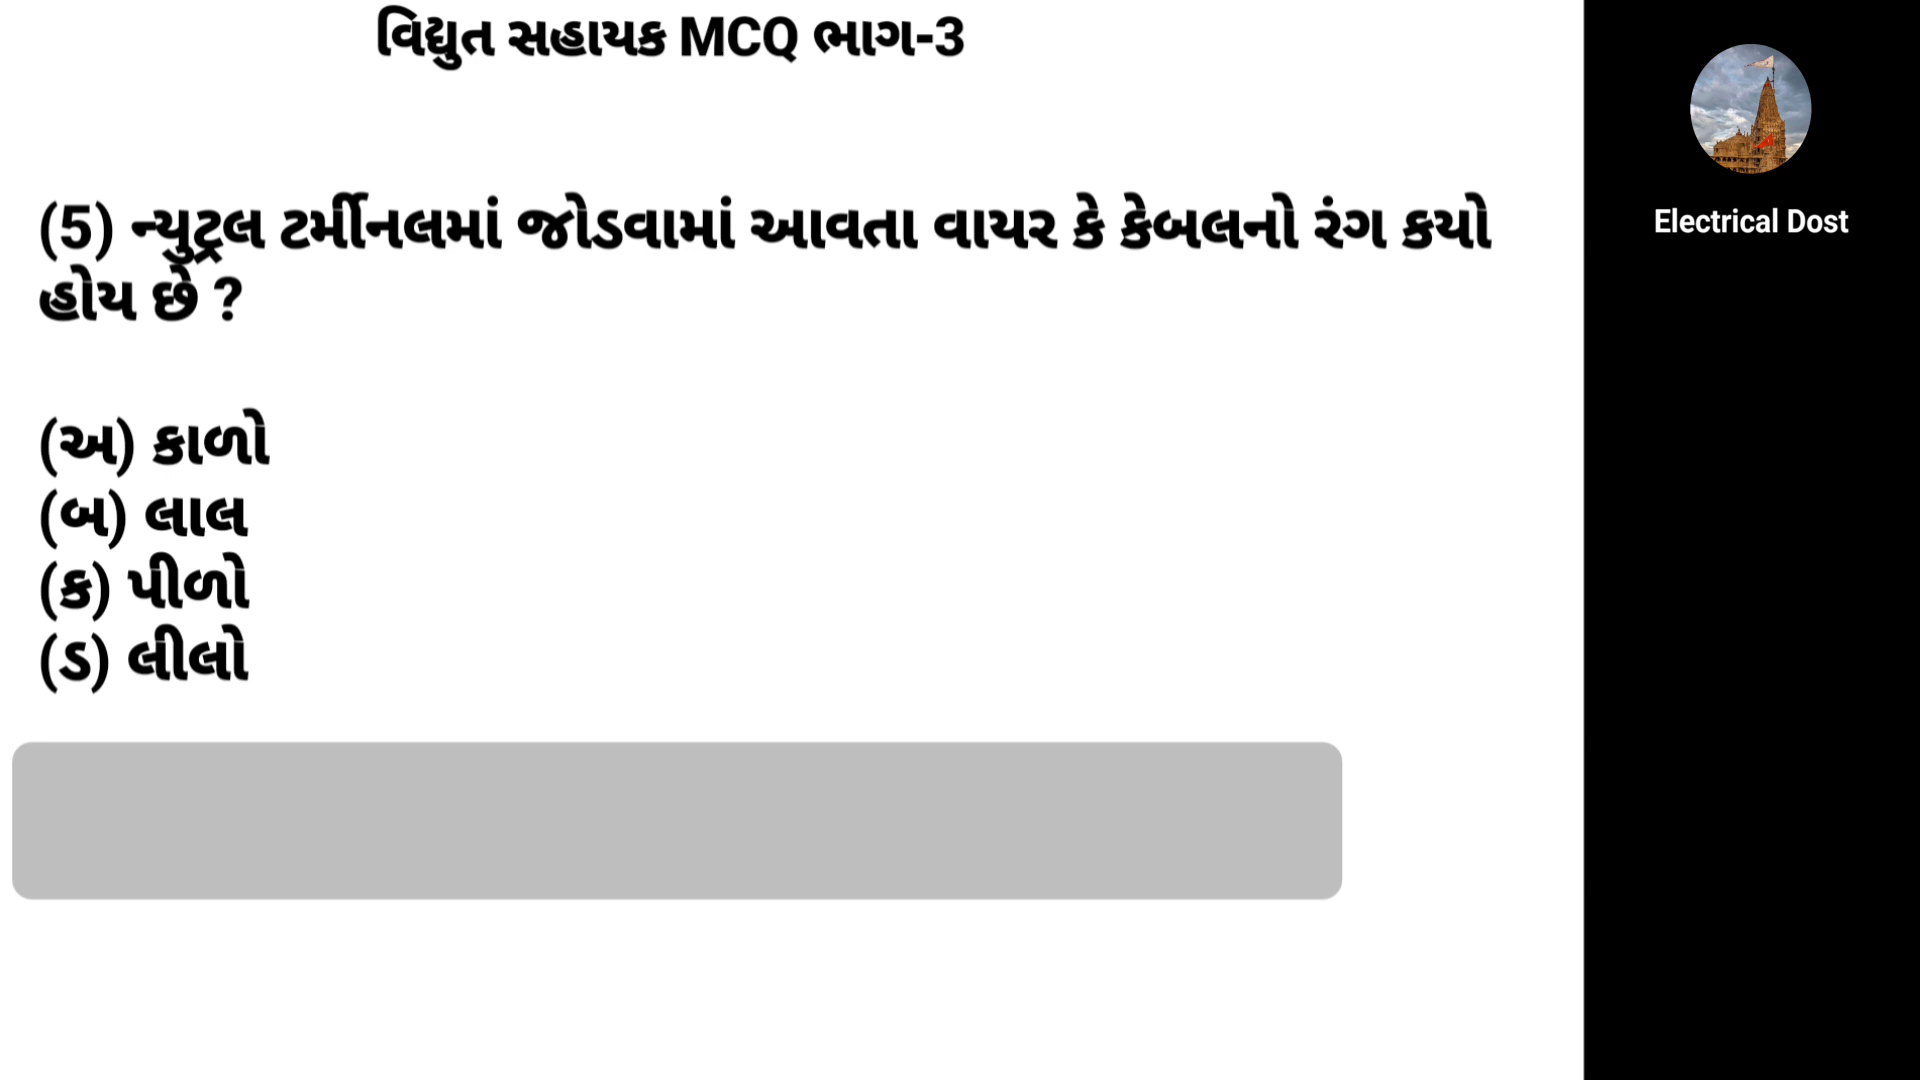 વિદ્યુત સહાયક MCQ ભાગ-3
Electrical Dost
(5) ન્યુટ્રલ ટર્મીનલમાં જોડવામાં આવતા વાયર કે કેબલનો રંગ કયો
હોય છે ?
(અ) કાળો
(બ) લાલ
(ક) પીળો
(ડ) લીલો